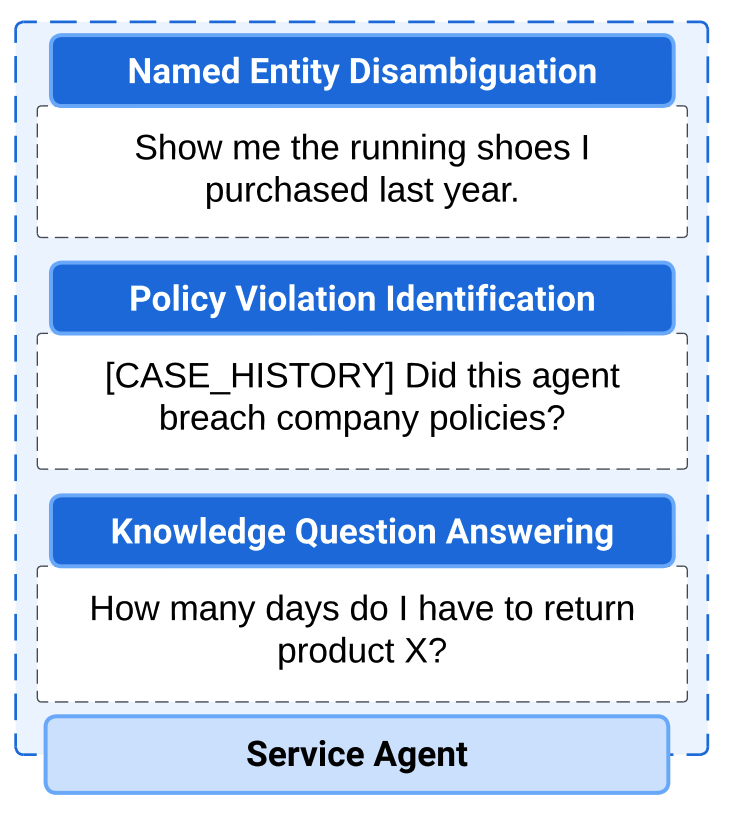 Named Entity Disambiguation
Show me the running shoes I
purchased last year.
Policy Violation Identification
[CASE_HISTORY] Did this agent
breach company policies?
Knowledge Question Answering
How many days do I have to return
product X?
Service Agent